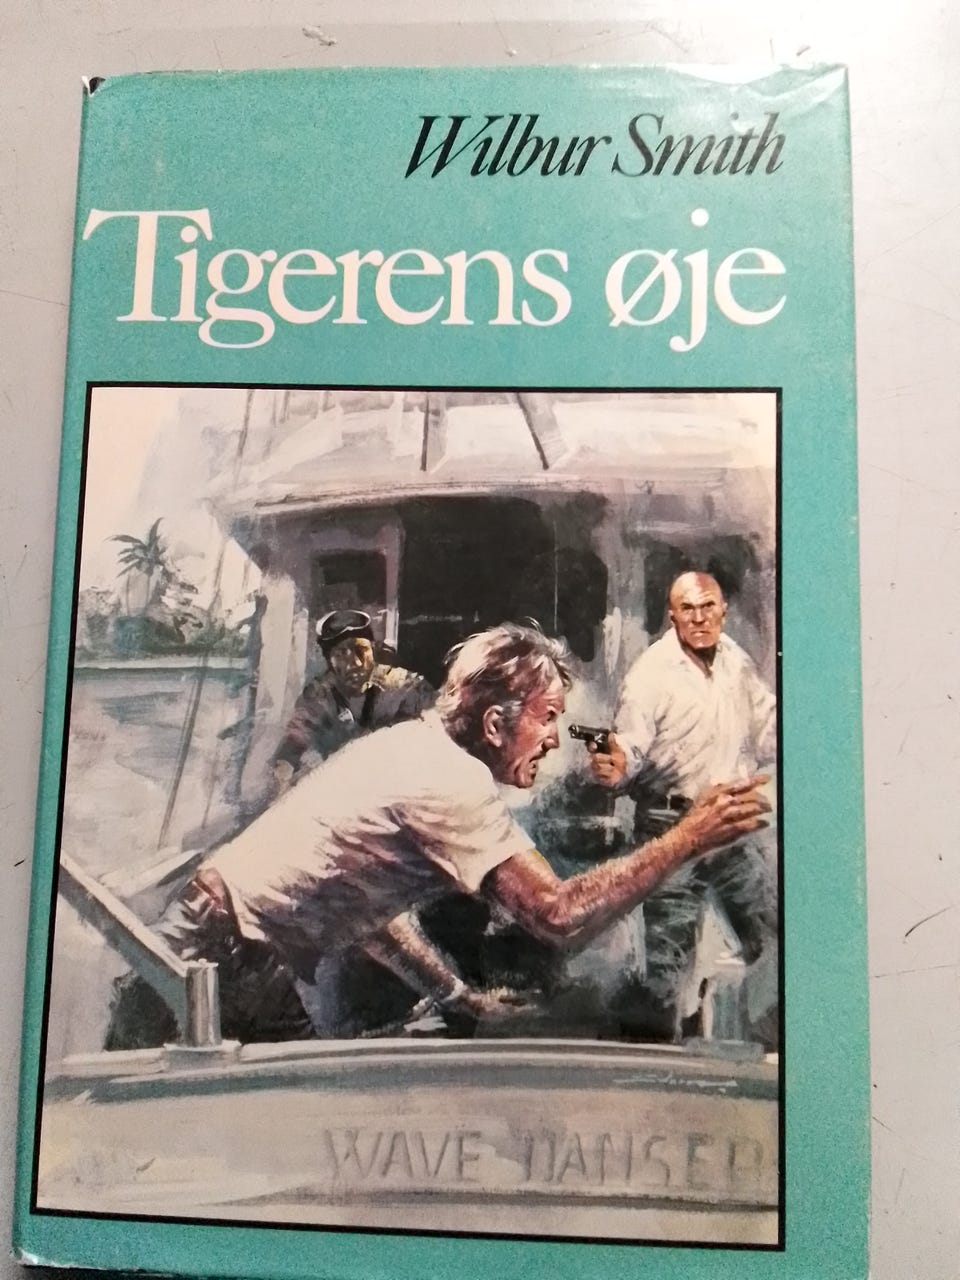 Wilbur Smith
Tigerens øje
WAVE DANSER